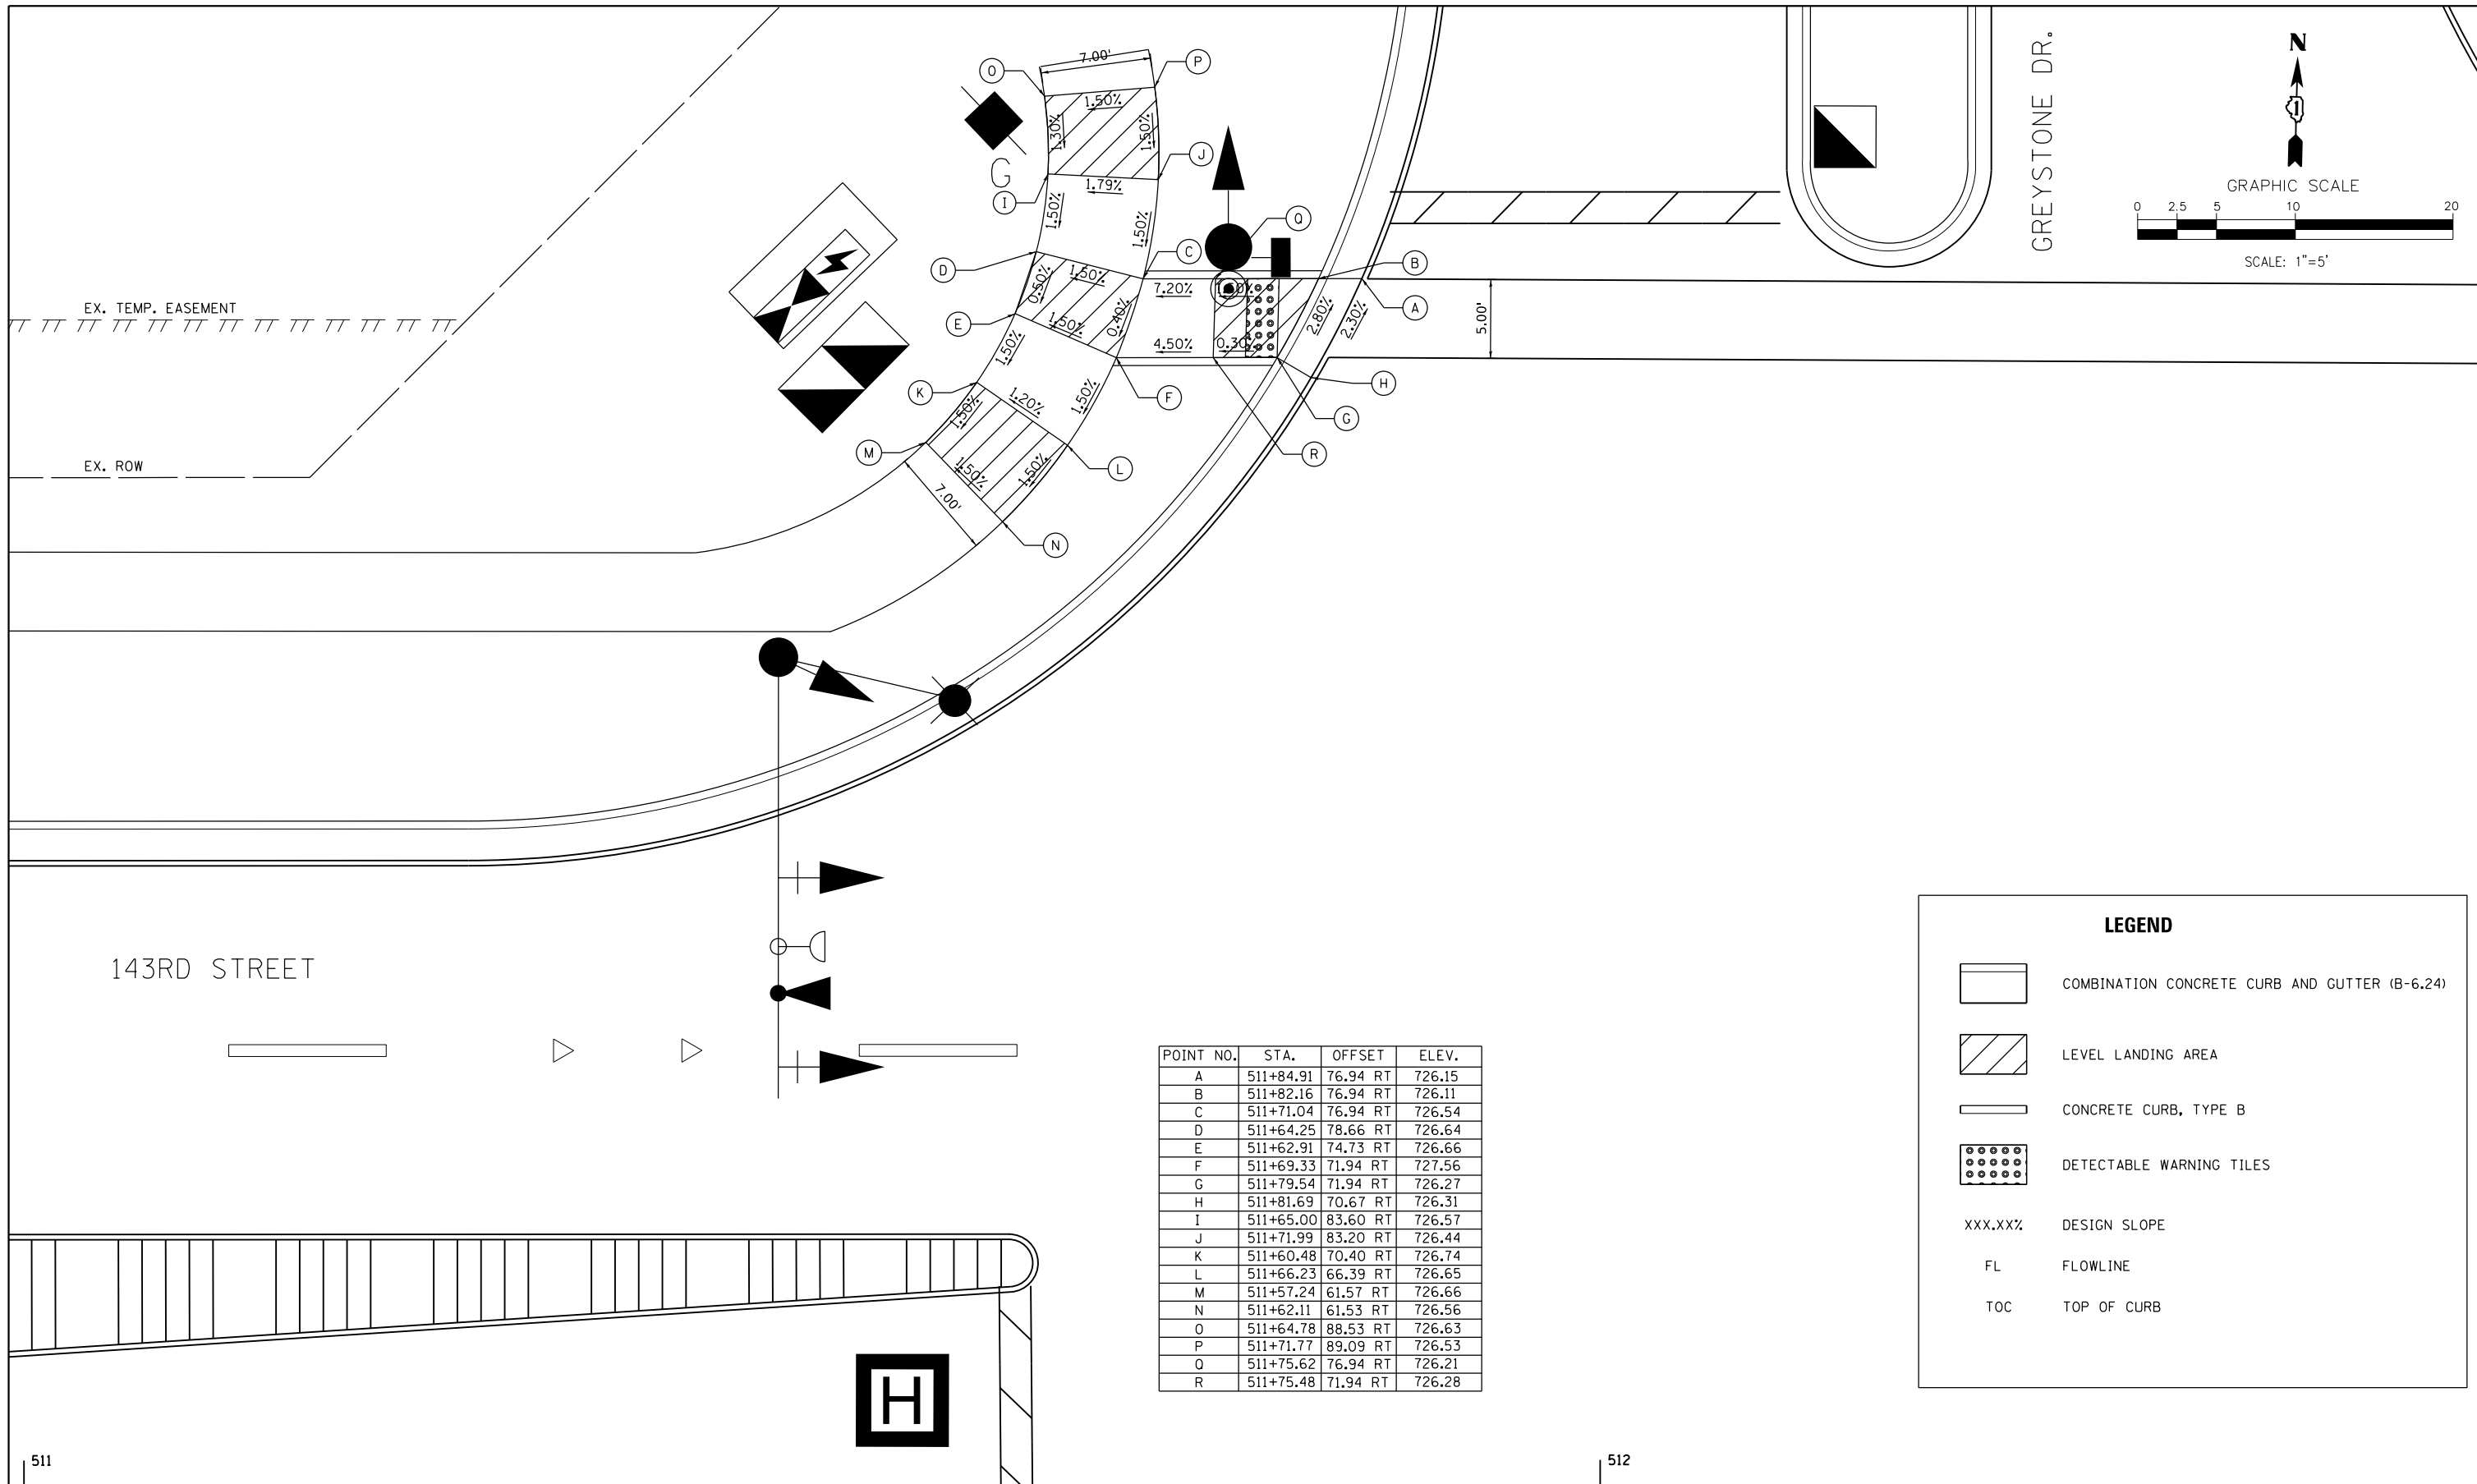 7.00'
O
P
1.50%
1.30%
1.50%
G
J
I
1.79%
1.50%
1.50%
Q
C
D
B
1.50%
0.50%
7.20%
0.40%
2.80%
2.30%
A
E
1.50%
4.50%
0.30%
5.00'
1.50%
H
K
1.20%
1.50%
1.50%
F
G
M
1.50%
1.50%
L
R
7.00'
N
GREYSTONE DR.
N
1
GRAPHIC SCALE
0 2.5 5 10 20
SCALE: 1"=5'
EX. TEMP. EASEMENT
EX. ROW
143RD STREET
H
511
512
POINT NO. STA. OFFSET ELEV.
A 511+84.91 76.94 RT 726.15
B 511+82.16 76.94 RT 726.11
C 511+71.04 76.94 RT 726.54
D 511+64.25 78.66 RT 726.64
E 511+62.91 74.73 RT 726.66
F 511+69.33 71.94 RT 727.56
G 511+79.54 71.94 RT 726.27
H 511+81.69 70.67 RT 726.31
I 511+65.00 83.60 RT 726.57
J 511+71.99 83.20 RT 726.44
K 511+60.48 70.40 RT 726.74
L 511+66.23 66.39 RT 726.65
M 511+57.24 61.57 RT 726.66
N 511+62.11 61.53 RT 726.56
O 511+64.78 88.53 RT 726.63
P 511+71.77 89.09 RT 726.53
Q 511+75.62 76.94 RT 726.21
R 511+75.48 71.94 RT 726.28
LEGEND
COMBINATION CONCRETE CURB AND GUTTER (B-6.24)
LEVEL LANDING AREA
CONCRETE CURB, TYPE B
DETECTABLE WARNING TILES
XXX.XX% DESIGN SLOPE
FL FLOWLINE
TOC TOP OF CURB